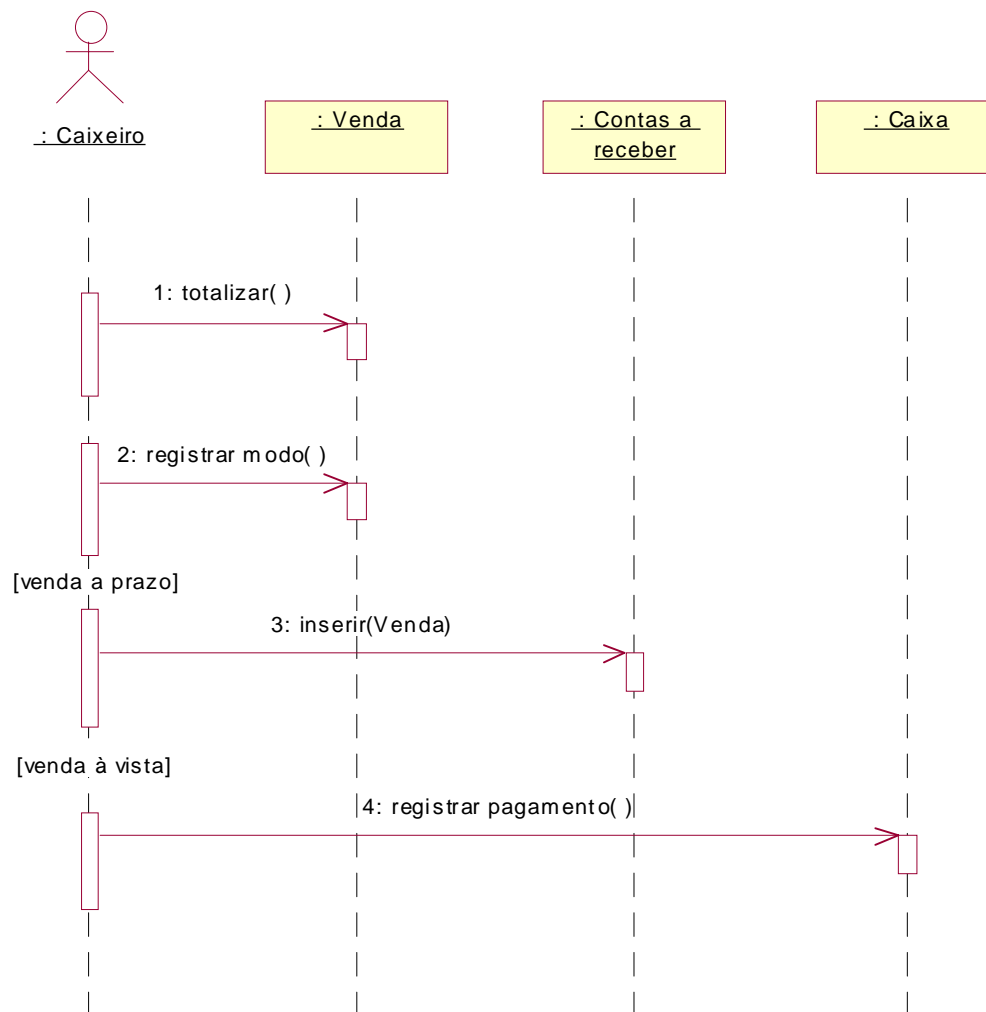 : Caixeiro
: Venda
: Contas a
receber
: Caixa
1: totalizar( )
2: registrar modo( )
[venda a prazo]
3: inserir(Venda)
[venda à vista]
4: registrar pagamento( )